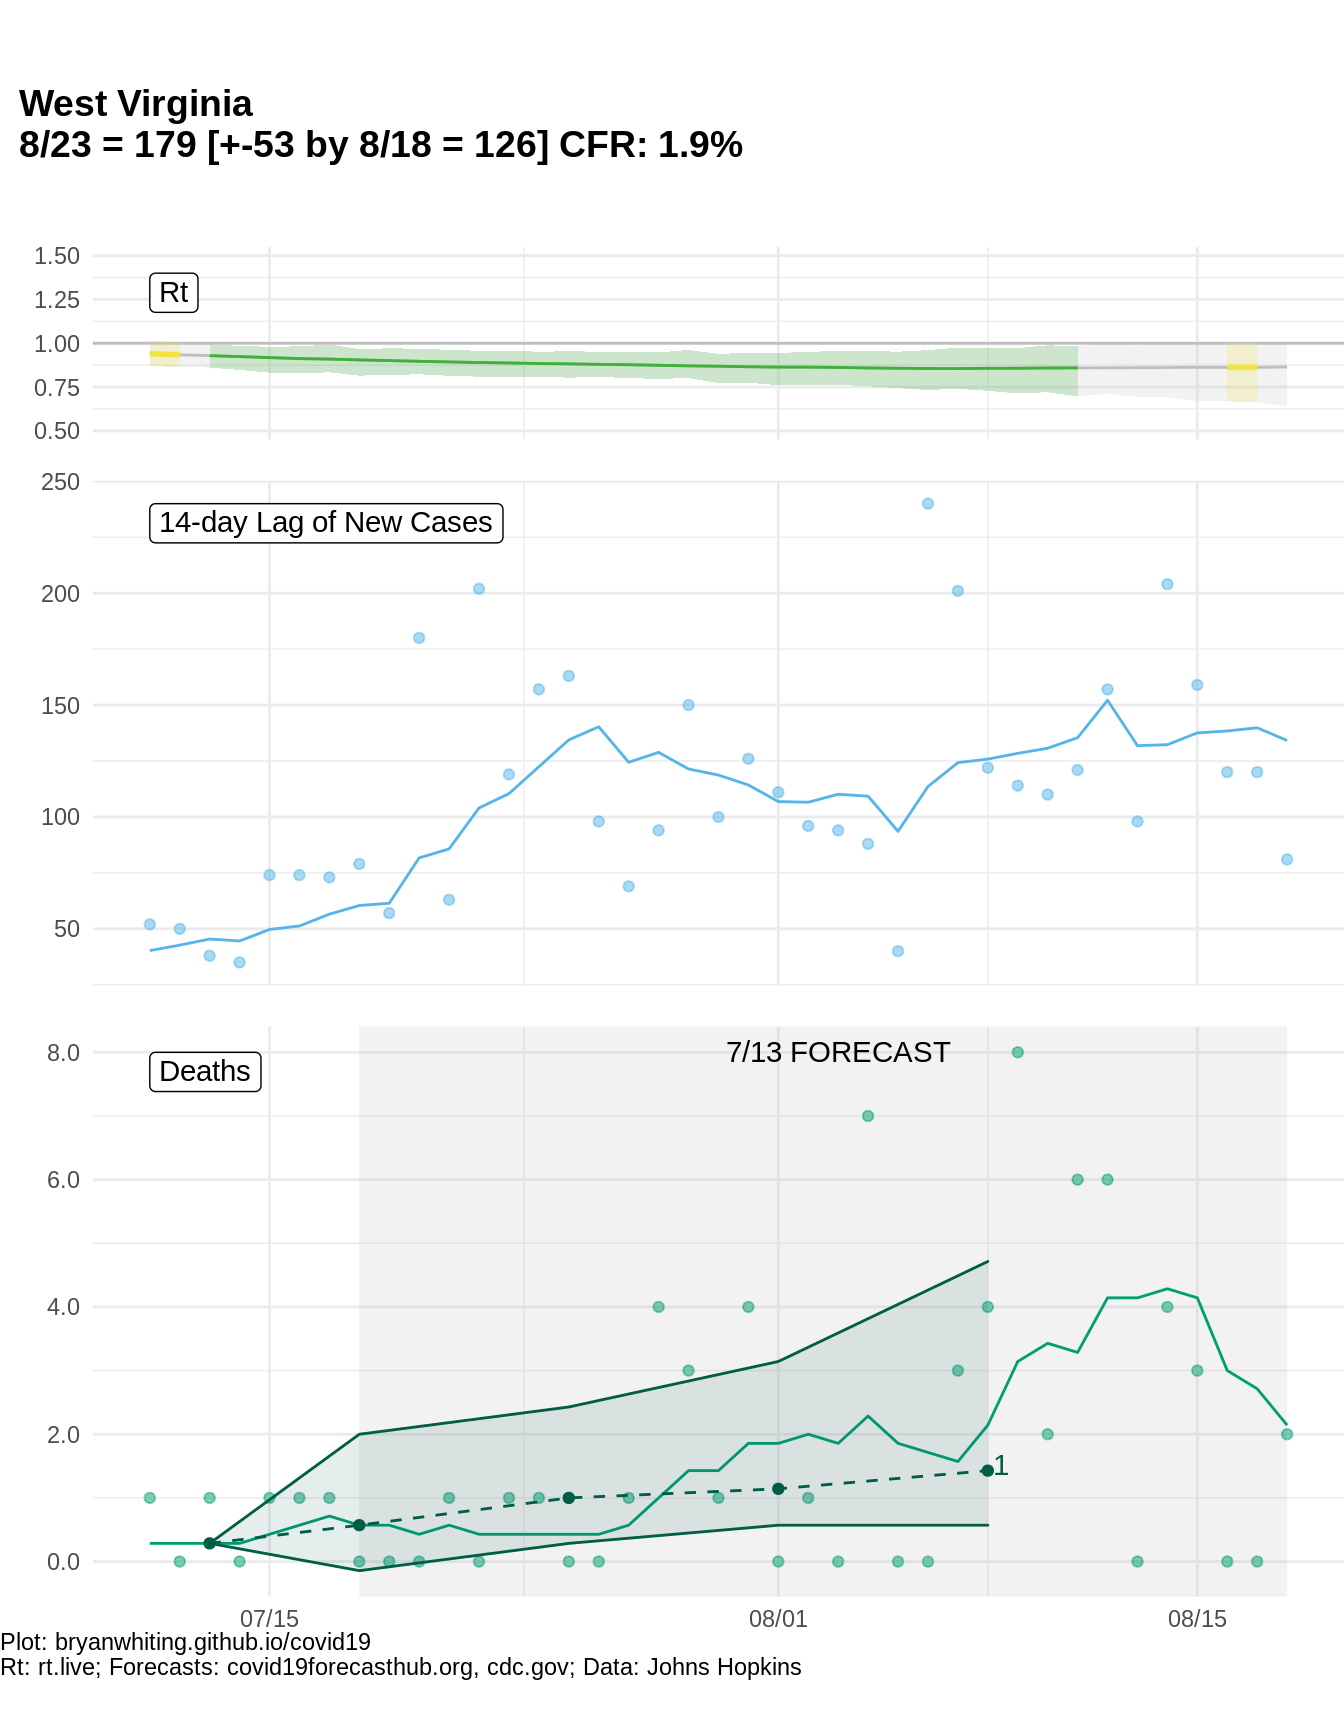 West Virginia
8/23 = 179 [+-53 by 8/18 = 126] CFR: 1.9%
1.50
Rt
1.25
1.00
0.75
0.50
250
14-day Lag of New Cases
200
150
100
50
8.0
7/13 FORECAST
Deaths
6.0
4.0
2.0
1
0.0
07/15 08/01 08/15
Plot: bryanwhiting.github.io/covid19
Rt: rt.live; Forecasts: covid19forecasthub.org, cdc.gov; Data: Johns Hopkins